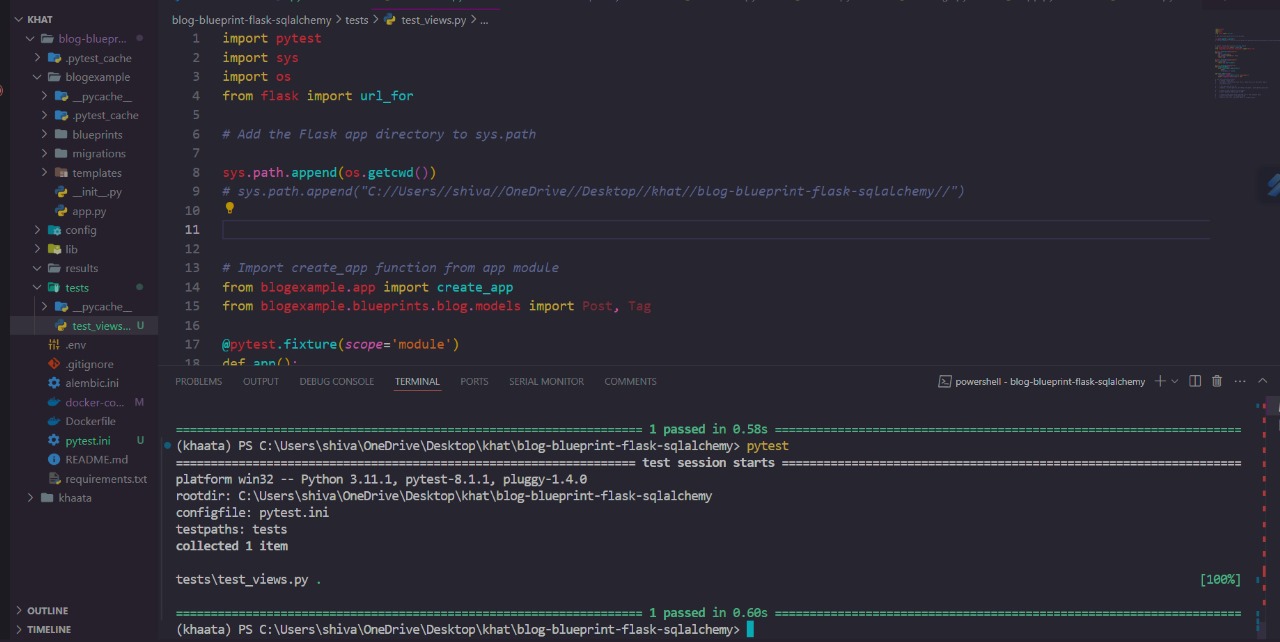 KHAT
blog-bluepr...
.pytest_cache
blogexample
__pycache__
.pytest_cache
blueprints
migrations
templates
__init__.py
app.py
config
lib
results
tests
__pycache__
test_views... U
.env
.gitignore
alembic.ini
docker-co... M
Dockerfile
pytest.ini U
README.md
requirements.txt
khaata
OUTLINE
TIMELINE
blog-blueprint-flask-sqlalchemy > tests > test_views.py > ...
1 import pytest
2 import sys
3 import os
4 from flask import url_for
5
6 # Add the Flask app directory to sys.path
7
8 sys.path.append(os.getcwd())
9 # sys.path.append("C://Users//shiva//OneDrive//Desktop//khat//blog-blueprint-flask-sqlalchemy//")
10
11
12
13 # Import create_app function from app module
14 from blogexample.app import create_app
15 from blogexample.blueprints.blog.models import Post, Tag
16
17 @pytest.fixture(scope='module')
18 def app():
PROBLEMS OUTPUT DEBUG CONSOLE TERMINAL PORTS SERIAL MONITOR COMMENTS
powershell - blog-blueprint-flask-sqlalchemy
1 passed in 0.58s
(khaata) PS C:\Users\shiva\OneDrive\Desktop\khat\blog-blueprint-flask-sqlalchemy> pytest
test session starts
platform win32 -- Python 3.11.1, pytest-8.1.1, pluggy-1.4.0
rootdir: C:\Users\shiva\OneDrive\Desktop\khat\blog-blueprint-flask-sqlalchemy
configfile: pytest.ini
testpaths: tests
collected 1 item
tests\test_views.py . [100%]
1 passed in 0.60s
(khaata) PS C:\Users\shiva\OneDrive\Desktop\khat\blog-blueprint-flask-sqlalchemy>